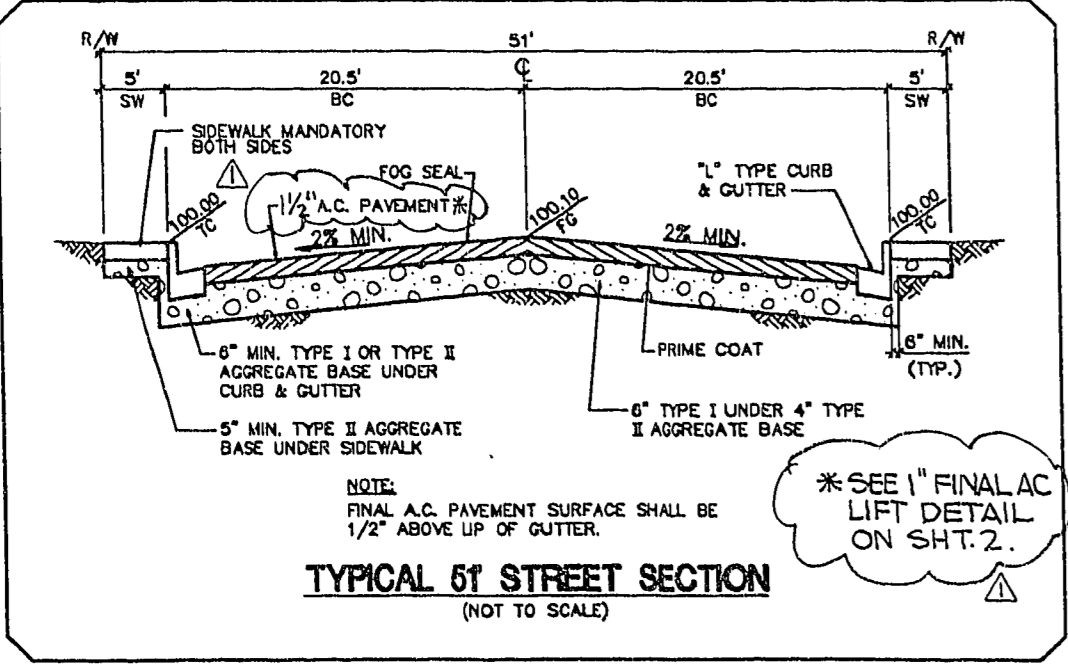 R/W 51' R/W
5' 20.5' ℄ 20.5' 5'
SW BC BC SW
SIDEWALK MANDATORY
BOTH SIDES
1
FOG SEAL
1 1/2" A.C. PAVEMENT *
"L" TYPE CURB
& GUTTER
100.00
TC
100.10
FG
100.00
TC
2% MIN.
2% MIN.
6" MIN. TYPE I OR TYPE II
AGGREGATE BASE UNDER
CURB & GUTTER
PRIME COAT
6" MIN.
(TYP.)
5" MIN. TYPE II AGGREGATE
BASE UNDER SIDEWALK
6" TYPE I UNDER 4" TYPE
II AGGREGATE BASE
NOTE:
FINAL A.C. PAVEMENT SURFACE SHALL BE
1/2" ABOVE LIP OF GUTTER.
* SEE 1" FINAL AC
LIFT DETAIL
ON SHT. 2.
1
TYPICAL 51' STREET SECTION
(NOT TO SCALE)